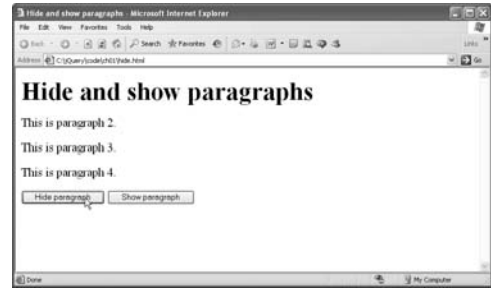 Hide and show paragraphs - Microsoft Internet Explorer
File Edit View Favorites Tools Help
Back Search Favorites Links
Address C:\jQuery\code\ch01\hide.html Go
Hide and show paragraphs
This is paragraph 2.
This is paragraph 3.
This is paragraph 4.
Hide paragraph Show paragraph
Done My Computer